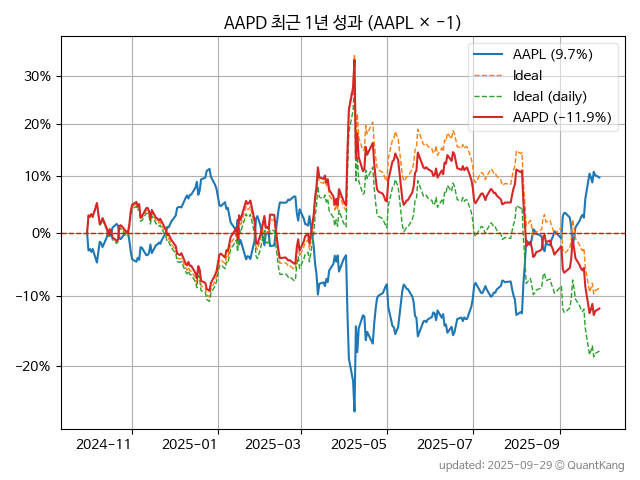 AAPD 최근 1년 성과 (AAPL × −1)
AAPL (9.7%)
Ideal
Ideal (daily)
AAPD (−11.9%)
30%
20%
10%
0%
−10%
−20%
2024-11
2025-01
2025-03
2025-05
2025-07
2025-09
updated: 2025-09-29 © QuantKang